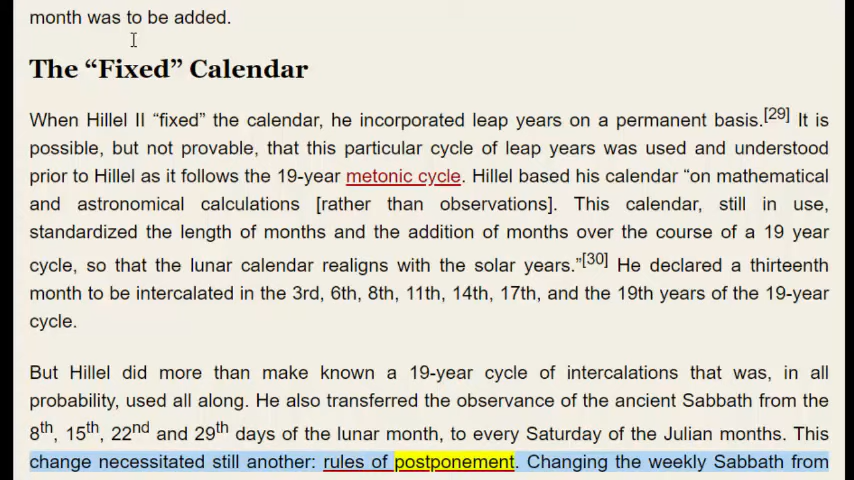 month was to be added.
The “Fixed” Calendar
When Hillel II “fixed” the calendar, he incorporated leap years on a permanent basis.[29] It is
possible, but not provable, that this particular cycle of leap years was used and understood
prior to Hillel as it follows the 19-year metonic cycle. Hillel based his calendar “on mathematical
and astronomical calculations [rather than observations]. This calendar, still in use,
standardized the length of months and the addition of months over the course of a 19 year
cycle, so that the lunar calendar realigns with the solar years.”[30] He declared a thirteenth
month to be intercalated in the 3rd, 6th, 8th, 11th, 14th, 17th, and the 19th years of the 19-year
cycle.
But Hillel did more than make known a 19-year cycle of intercalations that was, in all
probability, used all along. He also transferred the observance of the ancient Sabbath from the
8th, 15th, 22nd and 29th days of the lunar month, to every Saturday of the Julian months. This
change necessitated still another: rules of postponement. Changing the weekly Sabbath from